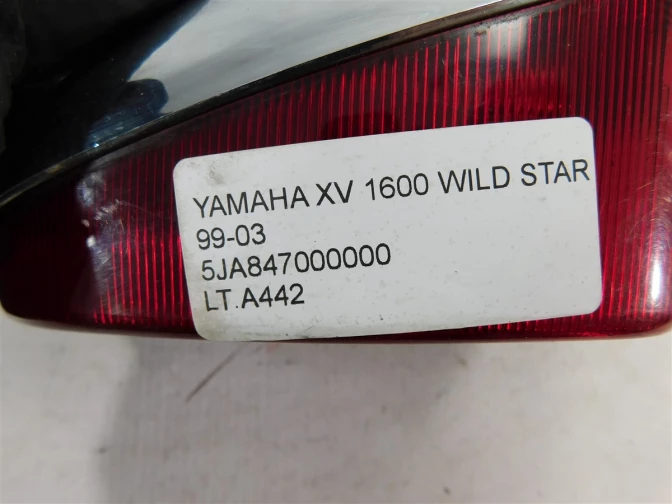 YAMAHA XV 1600 WILD STAR
99-03
5JA847000000
LT.A442